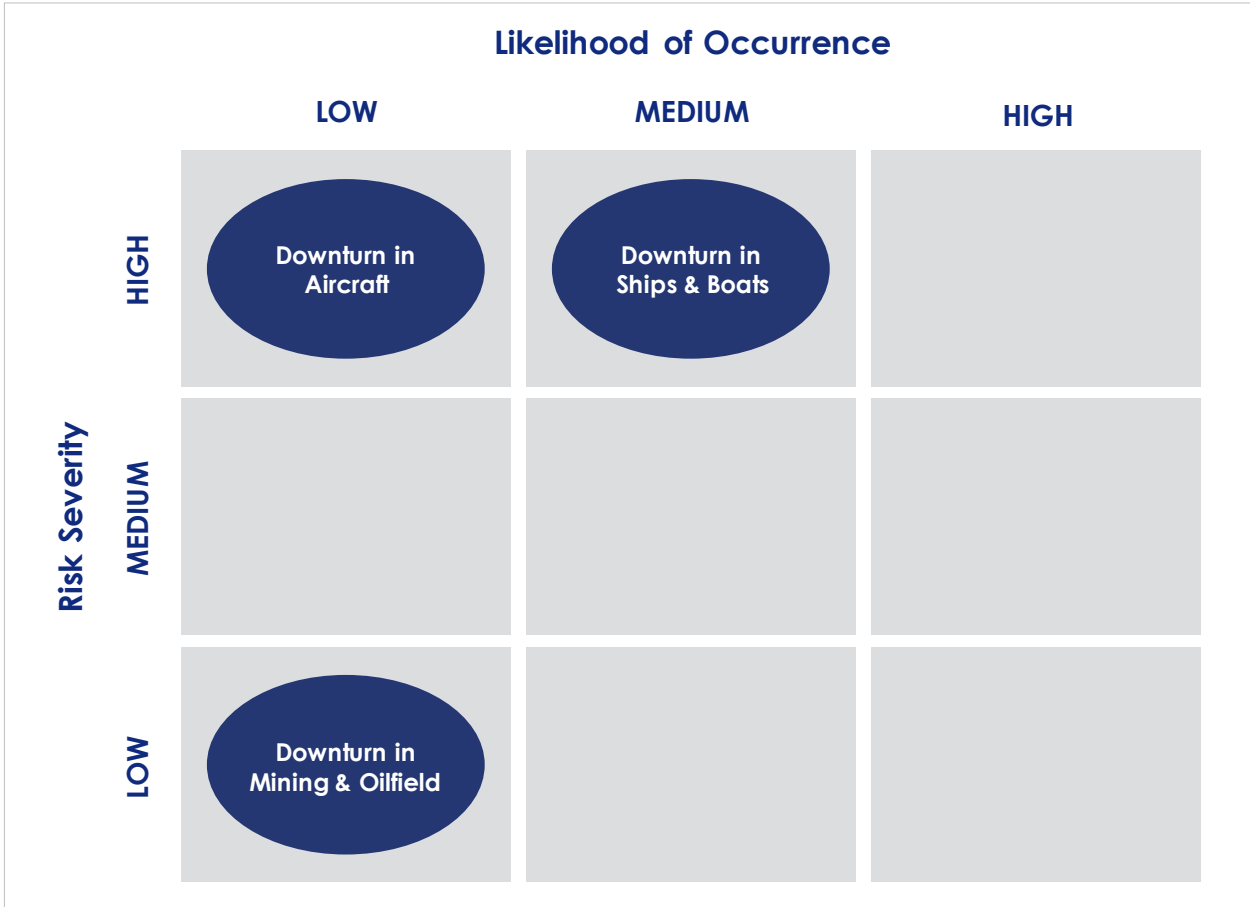 Likelihood of Occurrence
LOW
MEDIUM
HIGH
Risk Severity
HIGH
Downturn in
Aircraft
Downturn in
Ships & Boats
MEDIUM
LOW
Downturn in
Mining & Oilfield